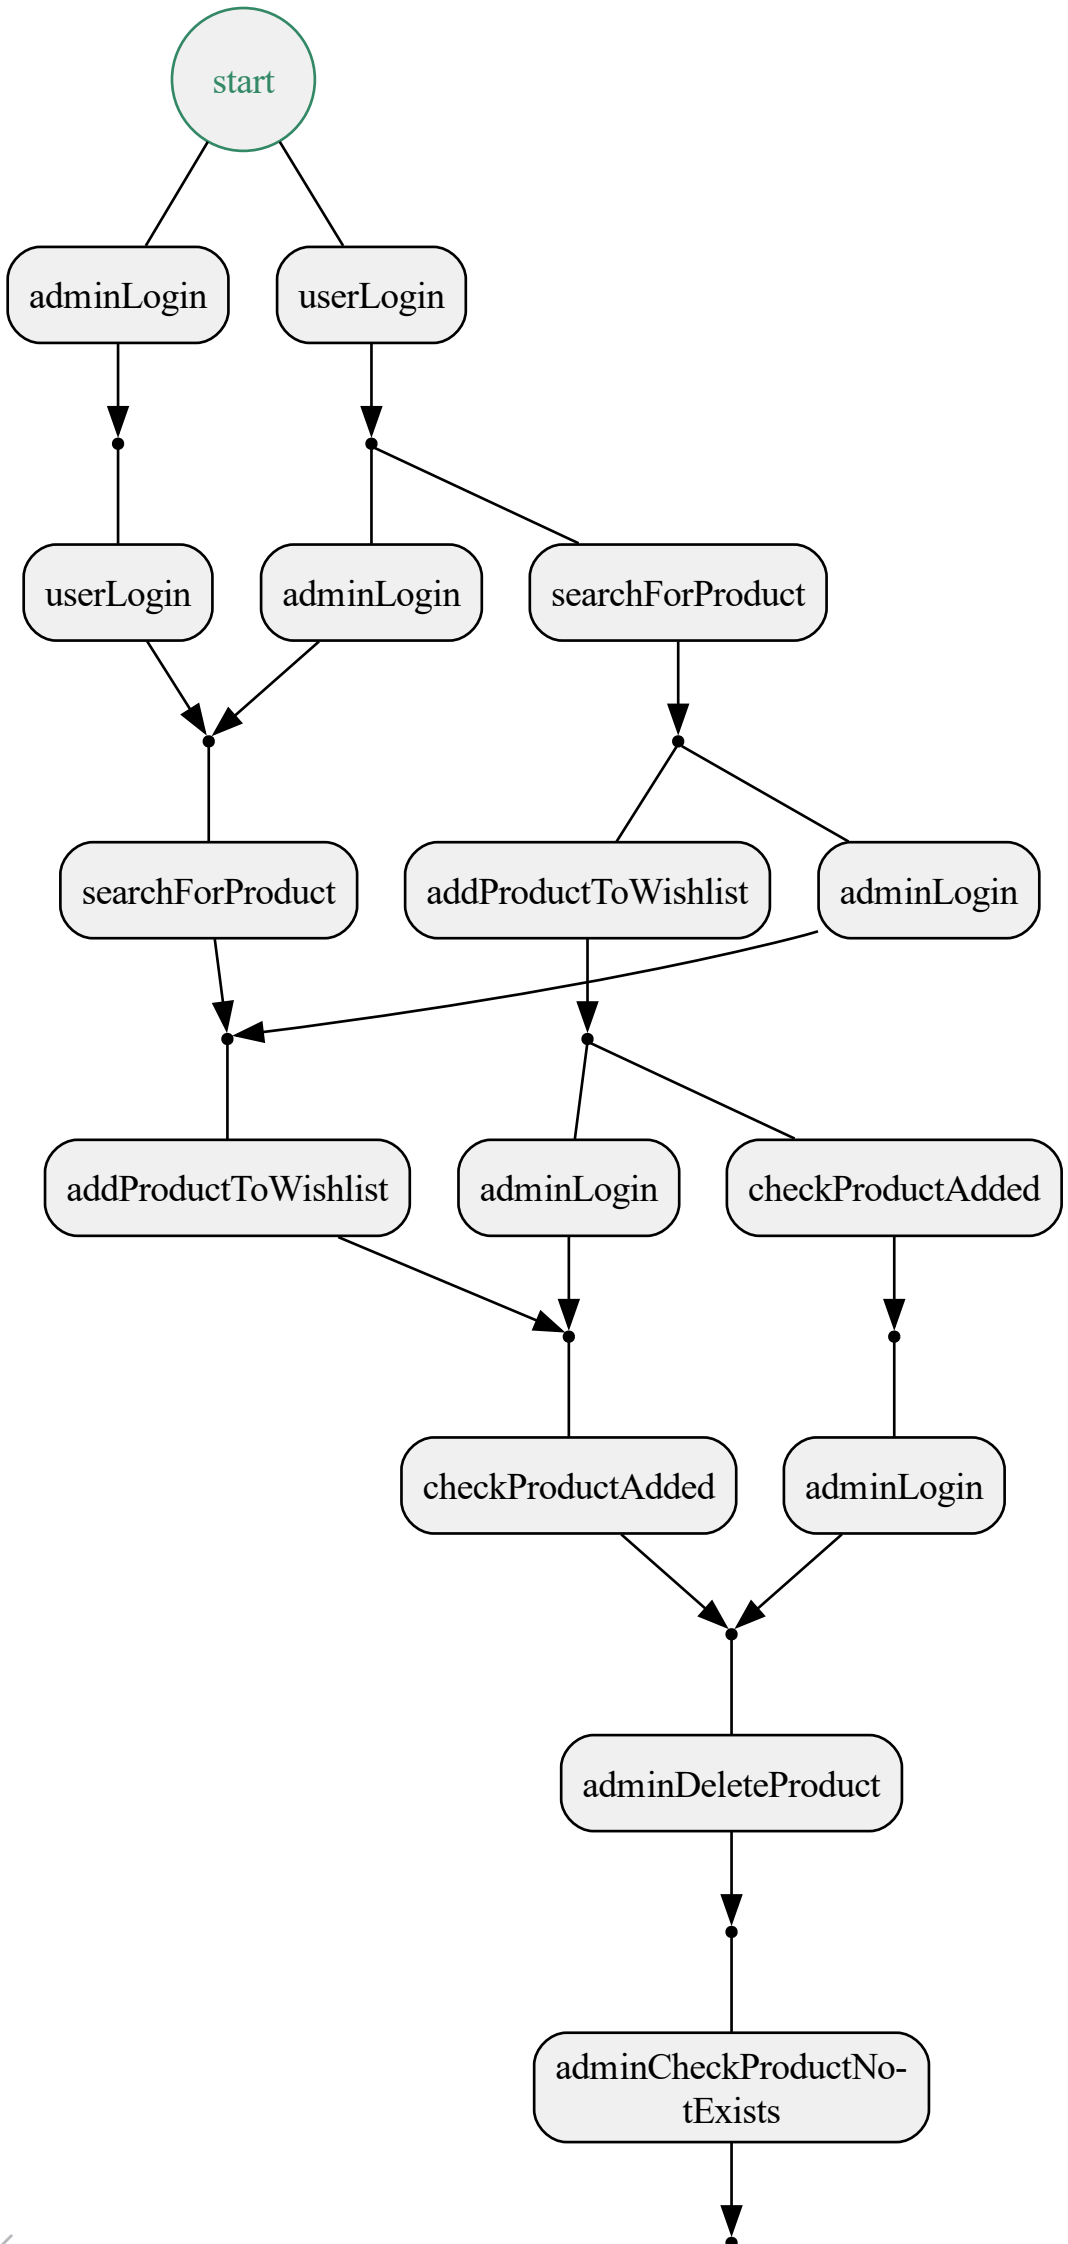 start
adminLogin
userLogin
userLogin
adminLogin
searchForProduct
searchForProduct
addProductToWishlist
adminLogin
addProductToWishlist
adminLogin
checkProductAdded
checkProductAdded
adminLogin
adminDeleteProduct
adminCheckProductNo-
tExists